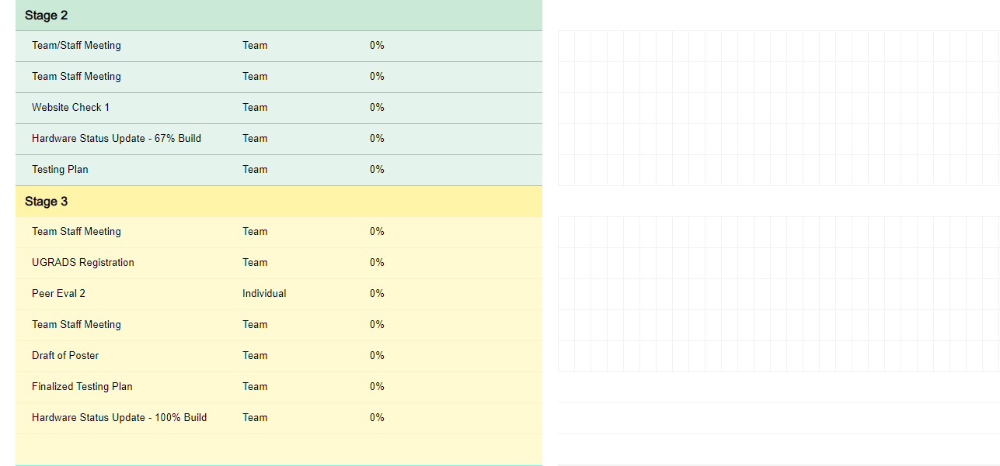 Stage 2
Team/Staff Meeting Team 0%
Team Staff Meeting Team 0%
Website Check 1 Team 0%
Hardware Status Update - 67% Build Team 0%
Testing Plan Team 0%
Stage 3
Team Staff Meeting Team 0%
UGRADS Registration Team 0%
Peer Eval 2 Individual 0%
Team Staff Meeting Team 0%
Draft of Poster Team 0%
Finalized Testing Plan Team 0%
Hardware Status Update - 100% Build Team 0%